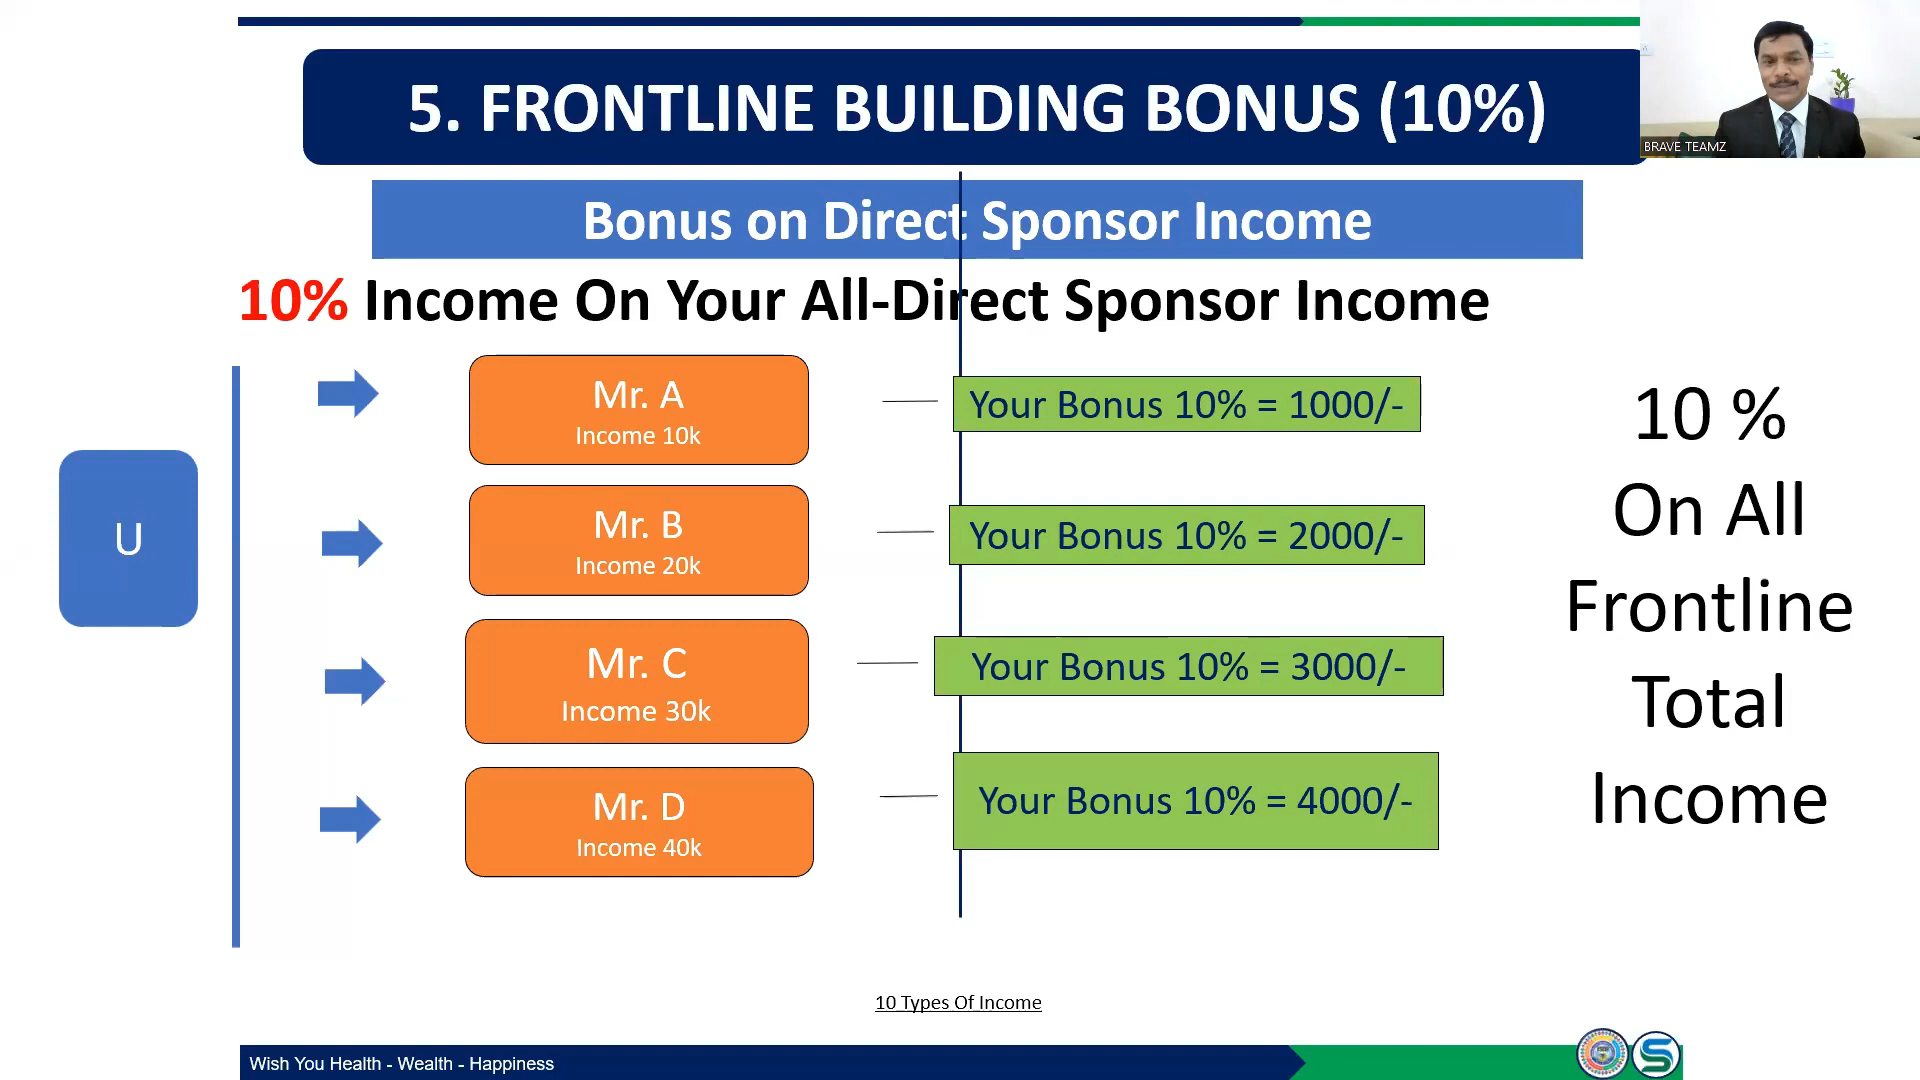 5. FRONTLINE BUILDING BONUS (10%)
BRAVE TEAMZ
Bonus on Direct Sponsor Income
10% Income On Your All-Direct Sponsor Income
U
Mr. A
Income 10k
Your Bonus 10% = 1000/-
Mr. B
Income 20k
Your Bonus 10% = 2000/-
Mr. C
Income 30k
Your Bonus 10% = 3000/-
Mr. D
Income 40k
Your Bonus 10% = 4000/-
10 %
On All
Frontline
Total
Income
10 Types Of Income
Wish You Health - Wealth - Happiness